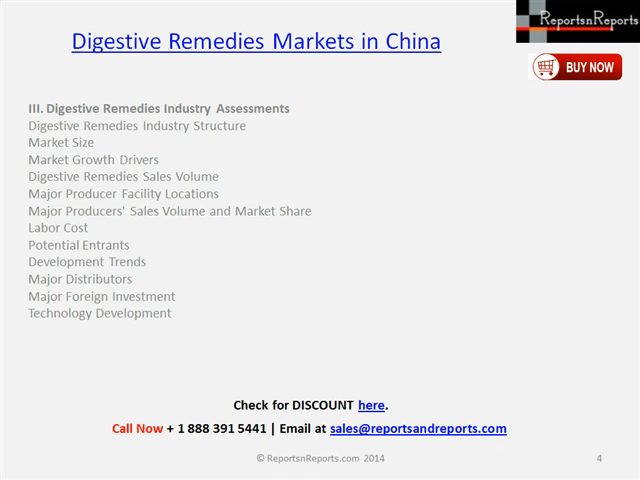 Digestive Remedies Markets in China
ReportsnReports
BUY NOW
III. Digestive Remedies Industry Assessments
Digestive Remedies Industry Structure
Market Size
Market Growth Drivers
Digestive Remedies Sales Volume
Major Producer Facility Locations
Major Producers' Sales Volume and Market Share
Labor Cost
Potential Entrants
Development Trends
Major Distributors
Major Foreign Investment
Technology Development
Check for DISCOUNT here.
Call Now + 1 888 391 5441 | Email at sales@reportsandreports.com
© ReportsnReports.com 2014
4